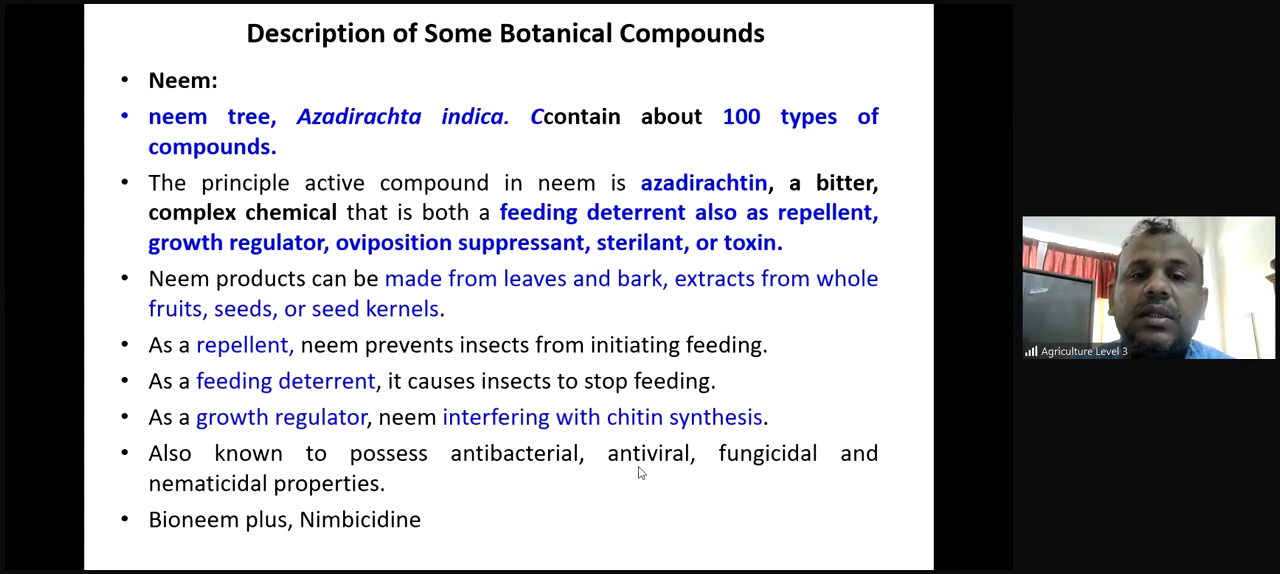 Description of Some Botanical Compounds
• Neem:
• neem tree, Azadirachta indica. Ccontain about 100 types of
compounds.
• The principle active compound in neem is azadirachtin, a bitter,
complex chemical that is both a feeding deterrent also as repellent,
growth regulator, oviposition suppressant, sterilant, or toxin.
• Neem products can be made from leaves and bark, extracts from whole
fruits, seeds, or seed kernels.
• As a repellent, neem prevents insects from initiating feeding.
• As a feeding deterrent, it causes insects to stop feeding.
• As a growth regulator, neem interfering with chitin synthesis.
• Also known to possess antibacterial, antiviral, fungicidal and
nematicidal properties.
• Bioneem plus, Nimbicidine
Agriculture Level 3